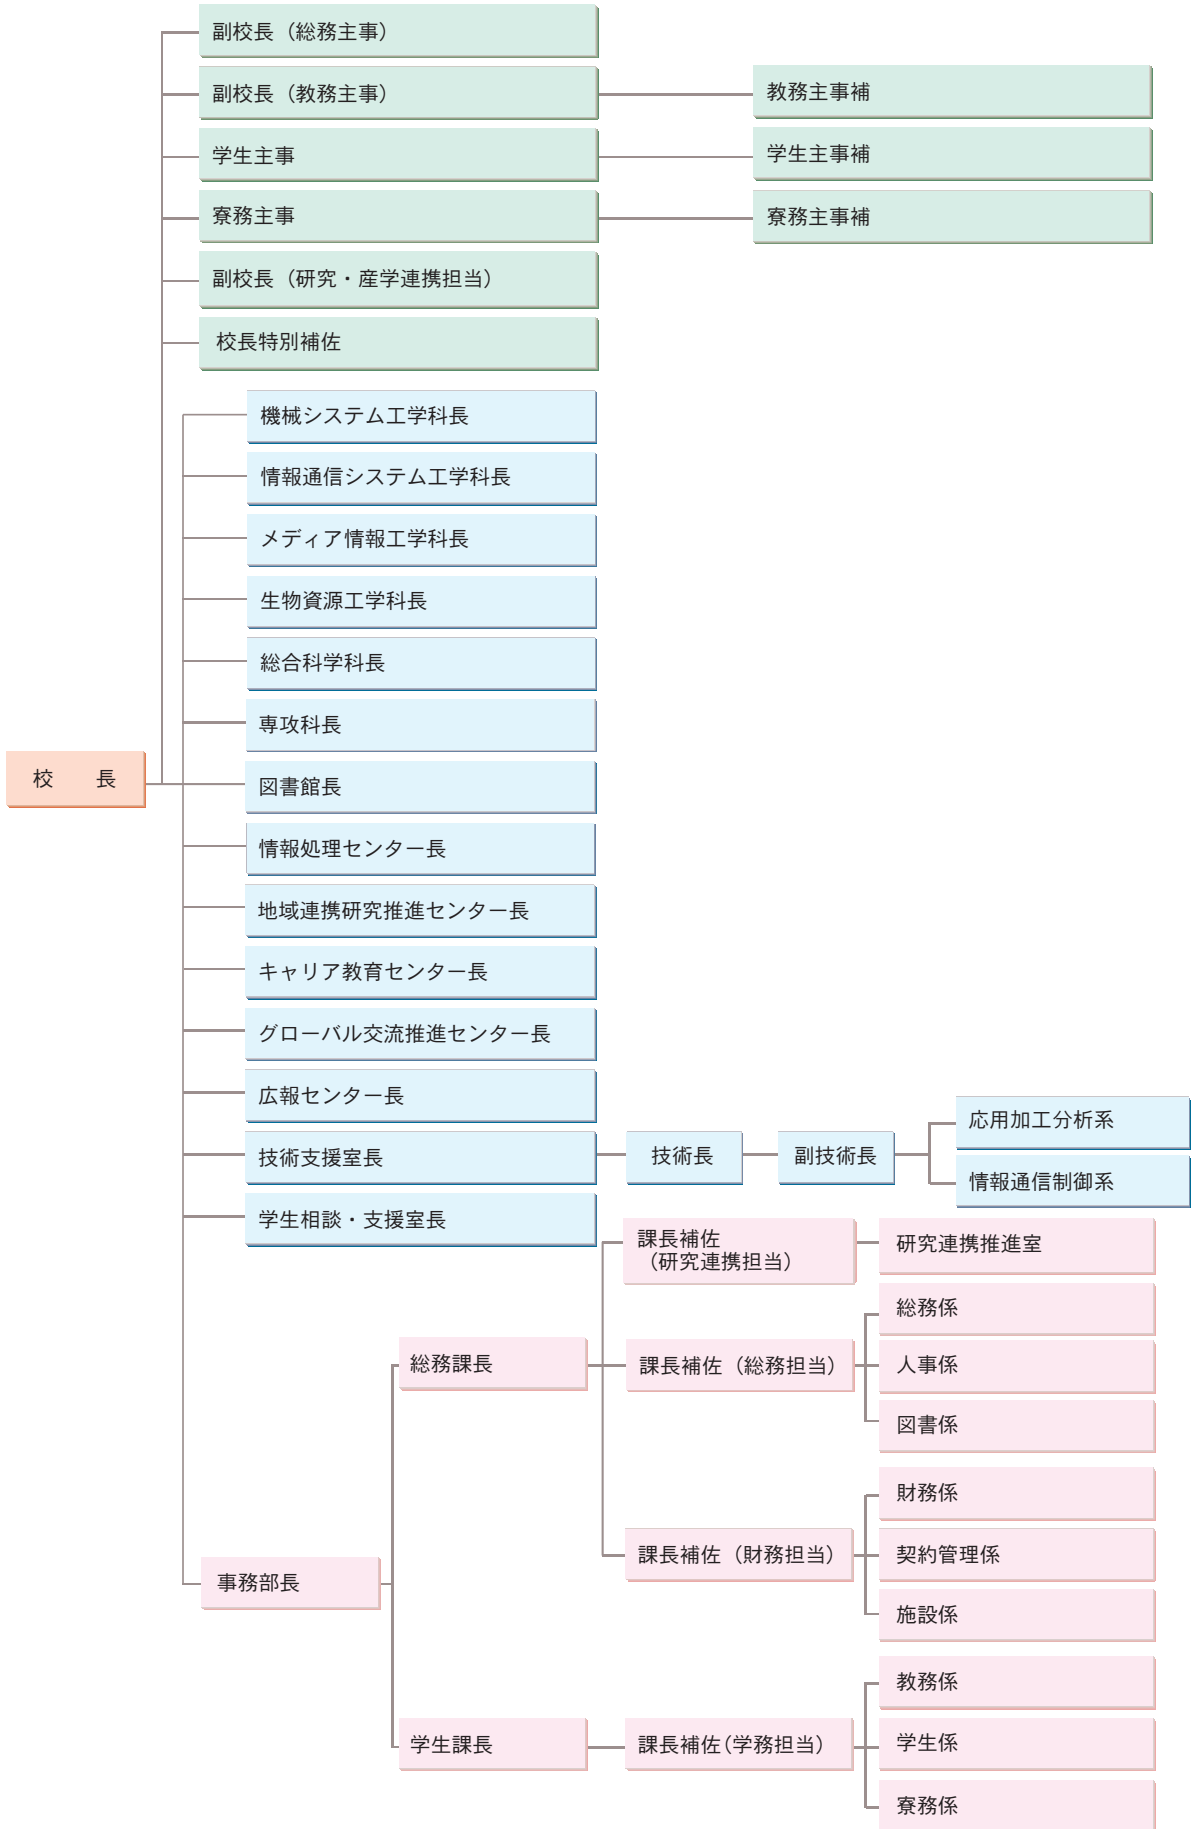 副校長（総務主事）
副校長（教務主事）
教務主事補
学生主事
学生主事補
寮務主事
寮務主事補
副校長（研究・産学連携担当）
校長特別補佐
機械システム工学科長
情報通信システム工学科長
メディア情報工学科長
生物資源工学科長
総合科学科長
専攻科長
校　　長
図書館長
情報処理センター長
地域連携研究推進センター長
キャリア教育センター長
グローバル交流推進センター長
広報センター長
技術支援室長
技術長
副技術長
応用加工分析系
情報通信制御系
学生相談・支援室長
事務部長
総務課長
課長補佐
（研究連携担当）
研究連携推進室
課長補佐（総務担当）
総務係
人事係
図書係
課長補佐（財務担当）
財務係
契約管理係
施設係
学生課長
課長補佐（学務担当）
教務係
学生係
寮務係